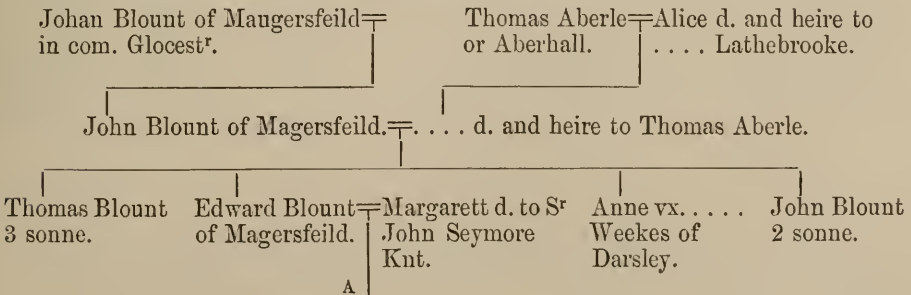 Johan Blount of Maugersfeild= Thomas Aberle=Alice d. and heire to
in com. Glocestʳ. or Aberhall. . . . . Lathebrooke.
John Blount of Magersfeild.=. . . . d. and heire to Thomas Aberle.
Thomas Blount Edward Blount=Margarett d. to Sʳ Anne vx. . . . . John Blount
3 sonne. of Magersfeild. John Seymore Weekes of 2 sonne.
Knt. Darsley.
A